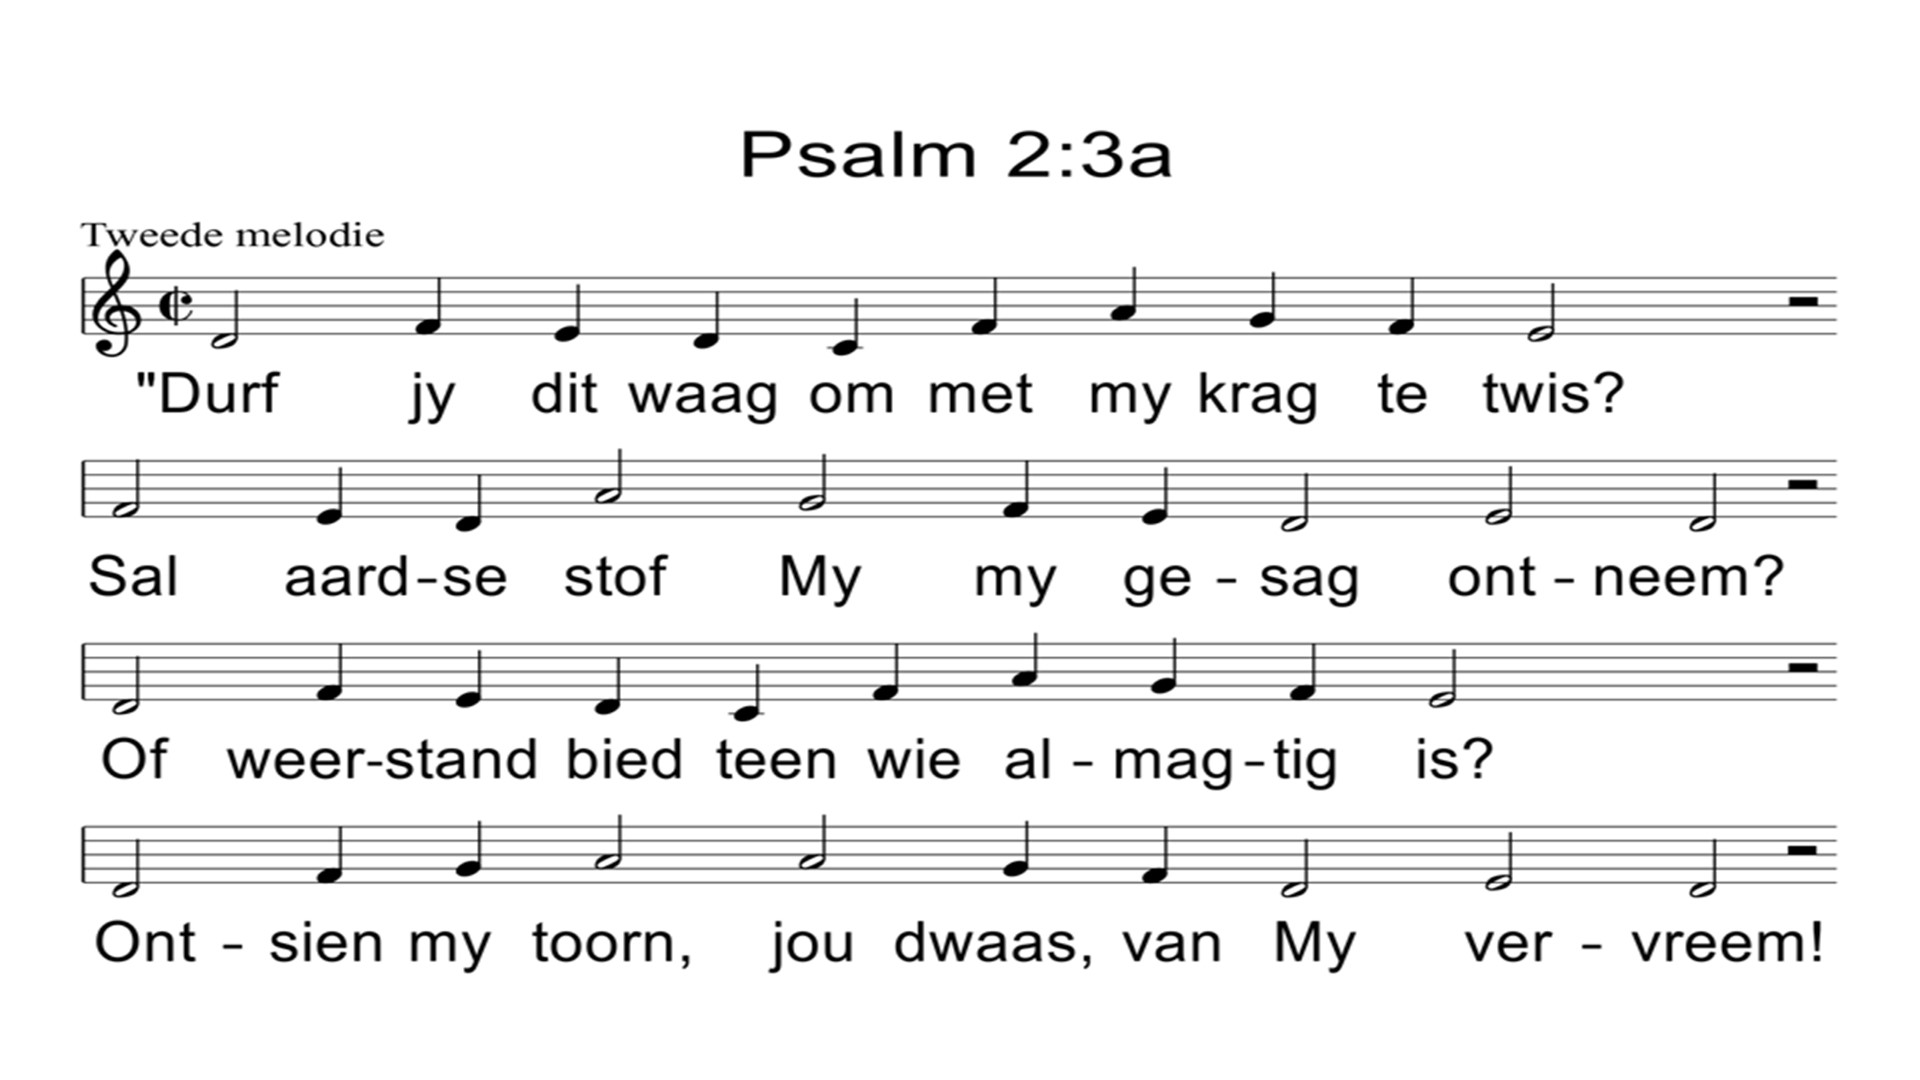 Psalm 2:3a
Tweede melodie
"Durf jy dit waag om met my krag te twis?
Sal aard-se stof My my ge - sag ont - neem?
Of weer-stand bied teen wie al - mag-tig is?
Ont - sien my toorn, jou dwaas, van My ver - vreem!